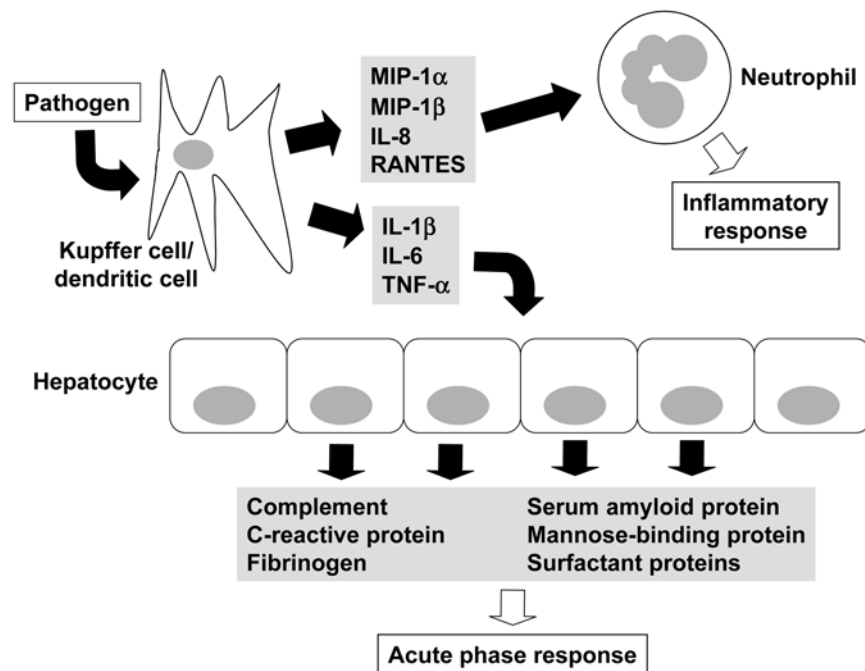 Pathogen
Kupffer cell/
dendritic cell
MIP-1α
MIP-1β
IL-8
RANTES
Neutrophil
Inflammatory
response
IL-1β
IL-6
TNF-α
Hepatocyte
Complement
C-reactive protein
Fibrinogen
Serum amyloid protein
Mannose-binding protein
Surfactant proteins
Acute phase response